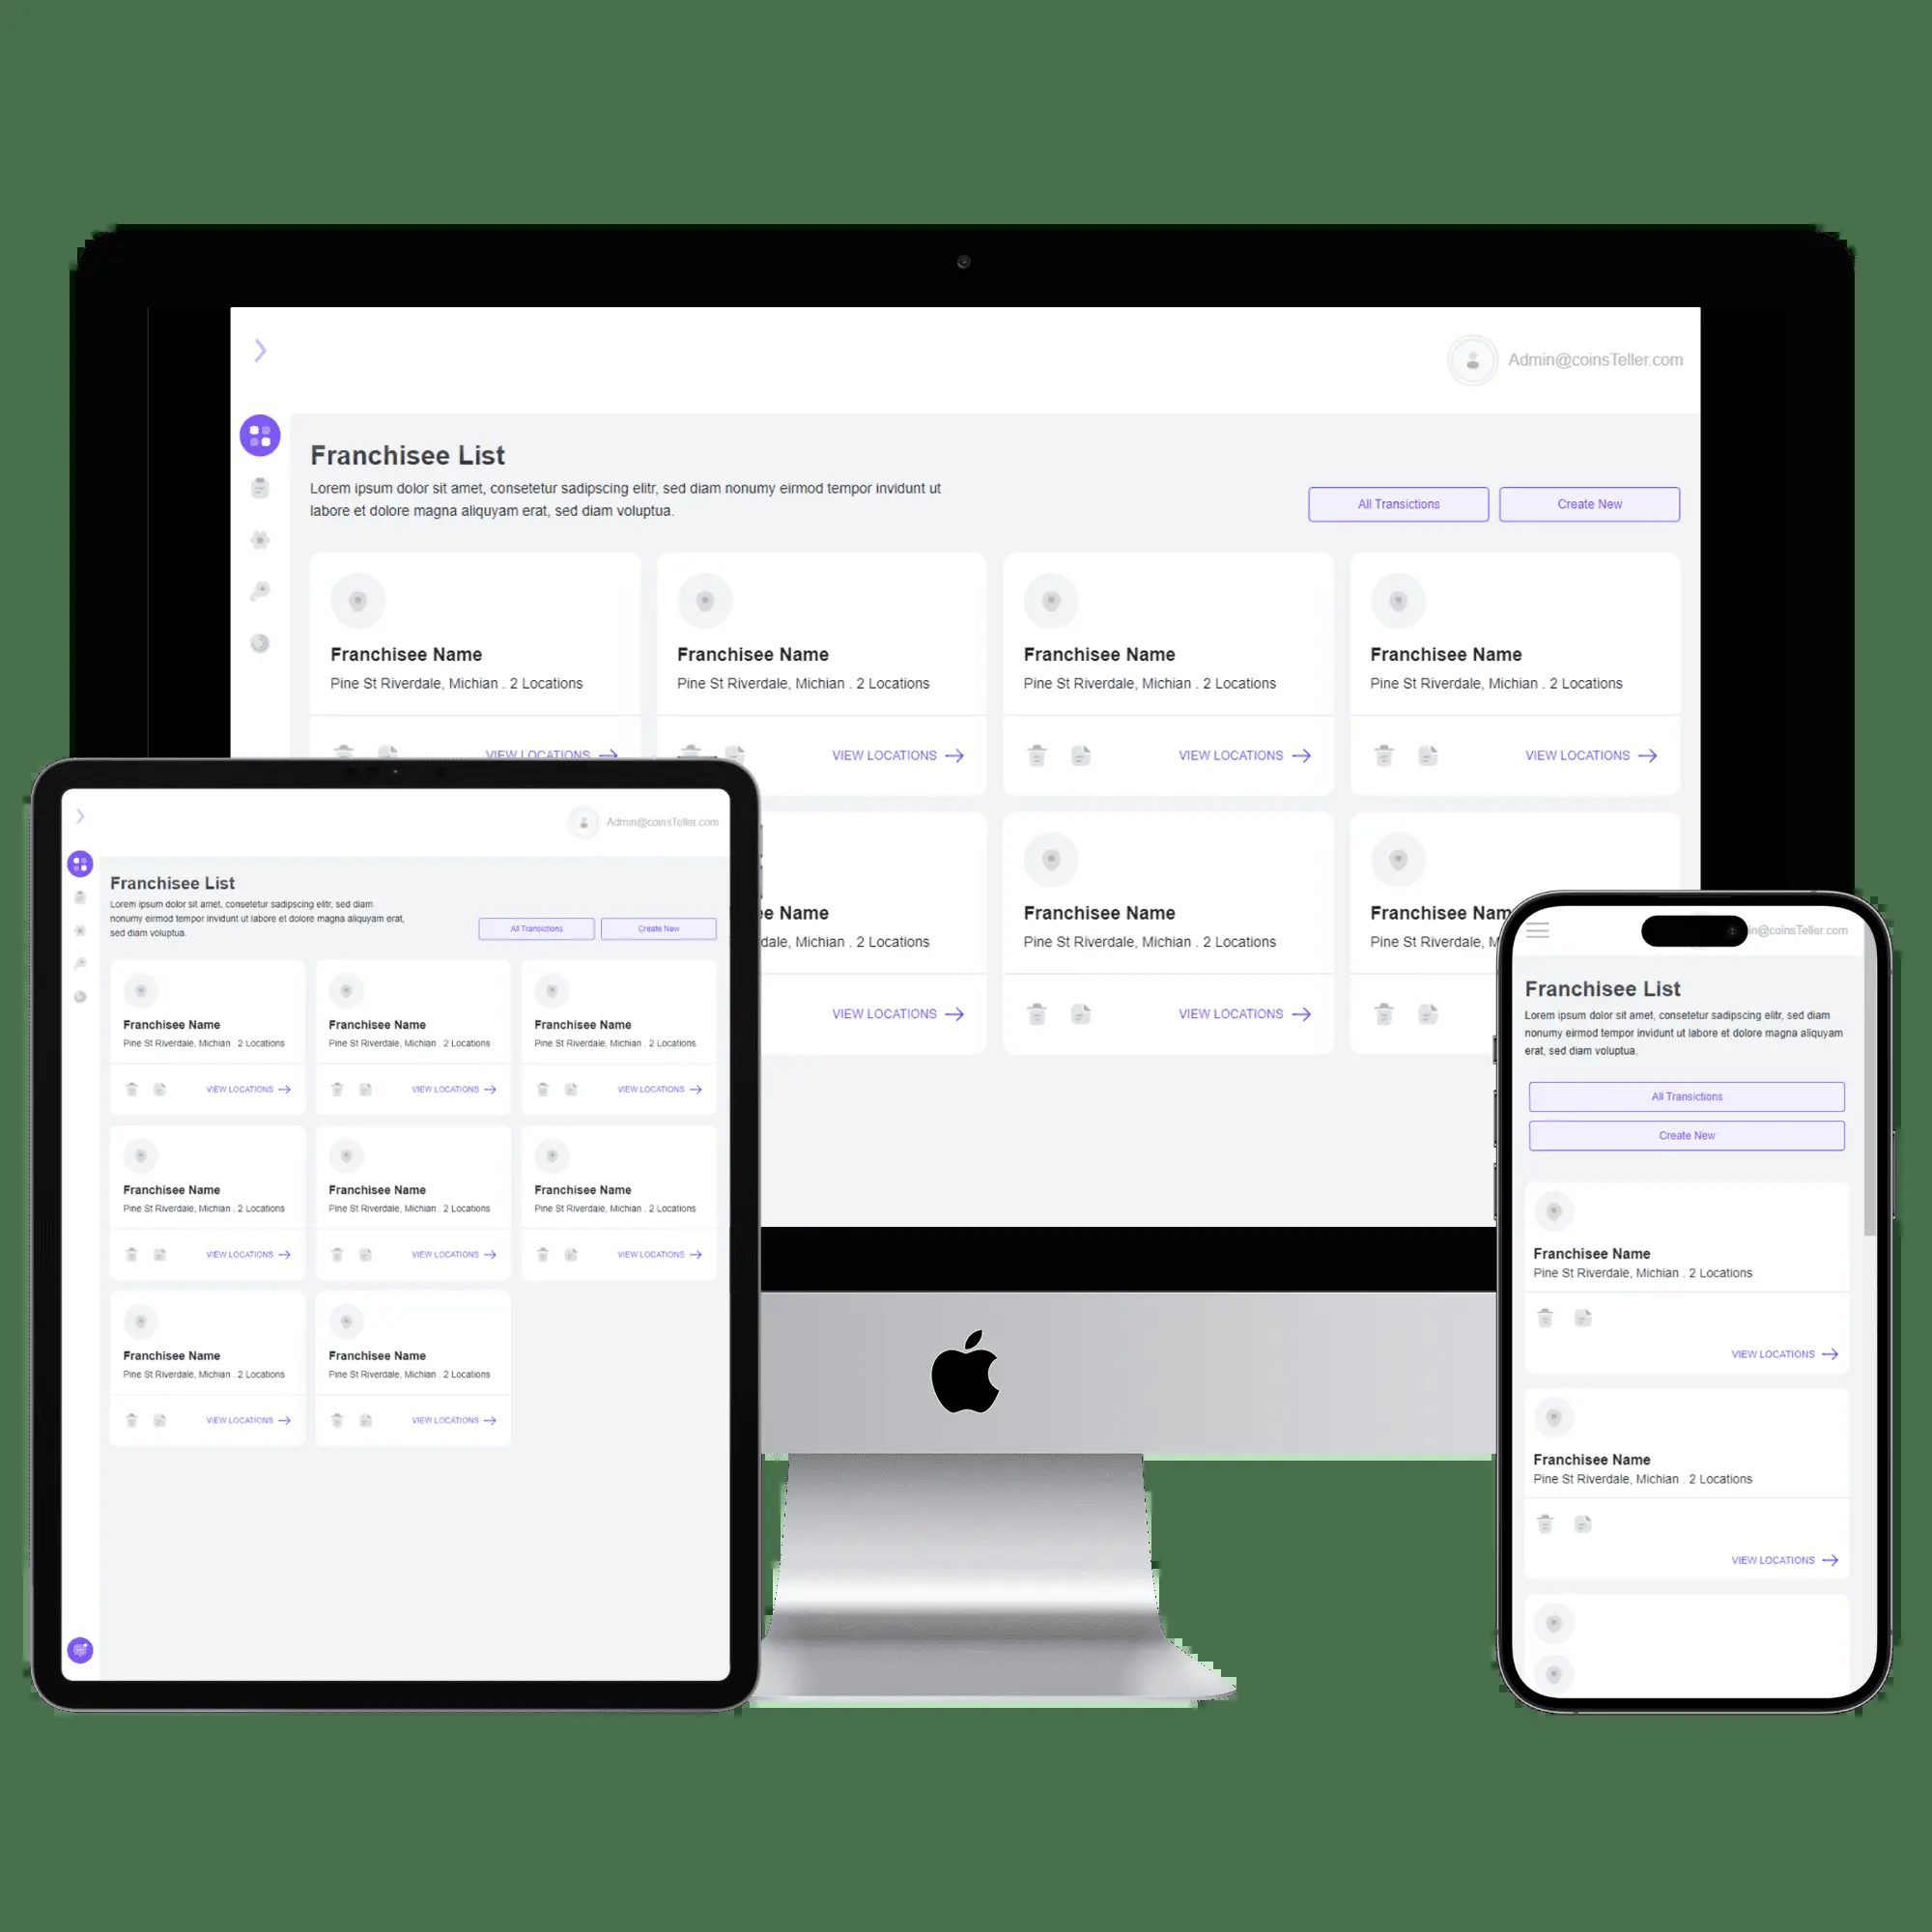 Admin@coinsTeller.com
Franchisee List
Lorem ipsum dolor sit amet, consetetur sadipscing elitr, sed diam nonumy eirmod tempor invidunt ut
labore et dolore magna aliquyam erat, sed diam voluptua.
All Transictions
Create New
Franchisee Name
Pine St Riverdale, Michian . 2 Locations
VIEW LOCATIONS
Franchisee Name
Pine St Riverdale, Michian . 2 Locations
VIEW LOCATIONS
Franchisee Name
Pine St Riverdale, Michian . 2 Locations
VIEW LOCATIONS
Franchisee Name
Pine St Riverdale, Michian . 2 Locations
VIEW LOCATIONS
Name
dale, Michian . 2 Locations
VIEW LOCATIONS
Franchisee Name
Pine St Riverdale, Michian . 2 Locations
VIEW LOCATIONS
Franchisee Nam
Pine St Riverdale, M
Admin@coinsTeller.com
Franchisee List
Lorem ipsum dolor sit amet, consetetur sadipscing elitr, sed diam
nonumy eirmod tempor invidunt ut labore et dolore magna aliquyam erat,
sed diam voluptua.
All Transictions
Create New
Franchisee Name
Pine St Riverdale, Michian . 2 Locations
VIEW LOCATIONS
Franchisee Name
Pine St Riverdale, Michian . 2 Locations
VIEW LOCATIONS
Franchisee Name
Pine St Riverdale, Michian . 2 Locations
VIEW LOCATIONS
Franchisee Name
Pine St Riverdale, Michian . 2 Locations
VIEW LOCATIONS
Franchisee Name
Pine St Riverdale, Michian . 2 Locations
VIEW LOCATIONS
Franchisee Name
Pine St Riverdale, Michian . 2 Locations
VIEW LOCATIONS
Franchisee Name
Pine St Riverdale, Michian . 2 Locations
VIEW LOCATIONS
Franchisee Name
Pine St Riverdale, Michian . 2 Locations
VIEW LOCATIONS
in@coinsTeller.com
Franchisee List
Lorem ipsum dolor sit amet, consetetur sadipscing elitr, sed diam
nonumy eirmod tempor invidunt ut labore et dolore magna aliquyam
erat, sed diam voluptua.
All Transictions
Create New
Franchisee Name
Pine St Riverdale, Michian . 2 Locations
VIEW LOCATIONS
Franchisee Name
Pine St Riverdale, Michian . 2 Locations
VIEW LOCATIONS